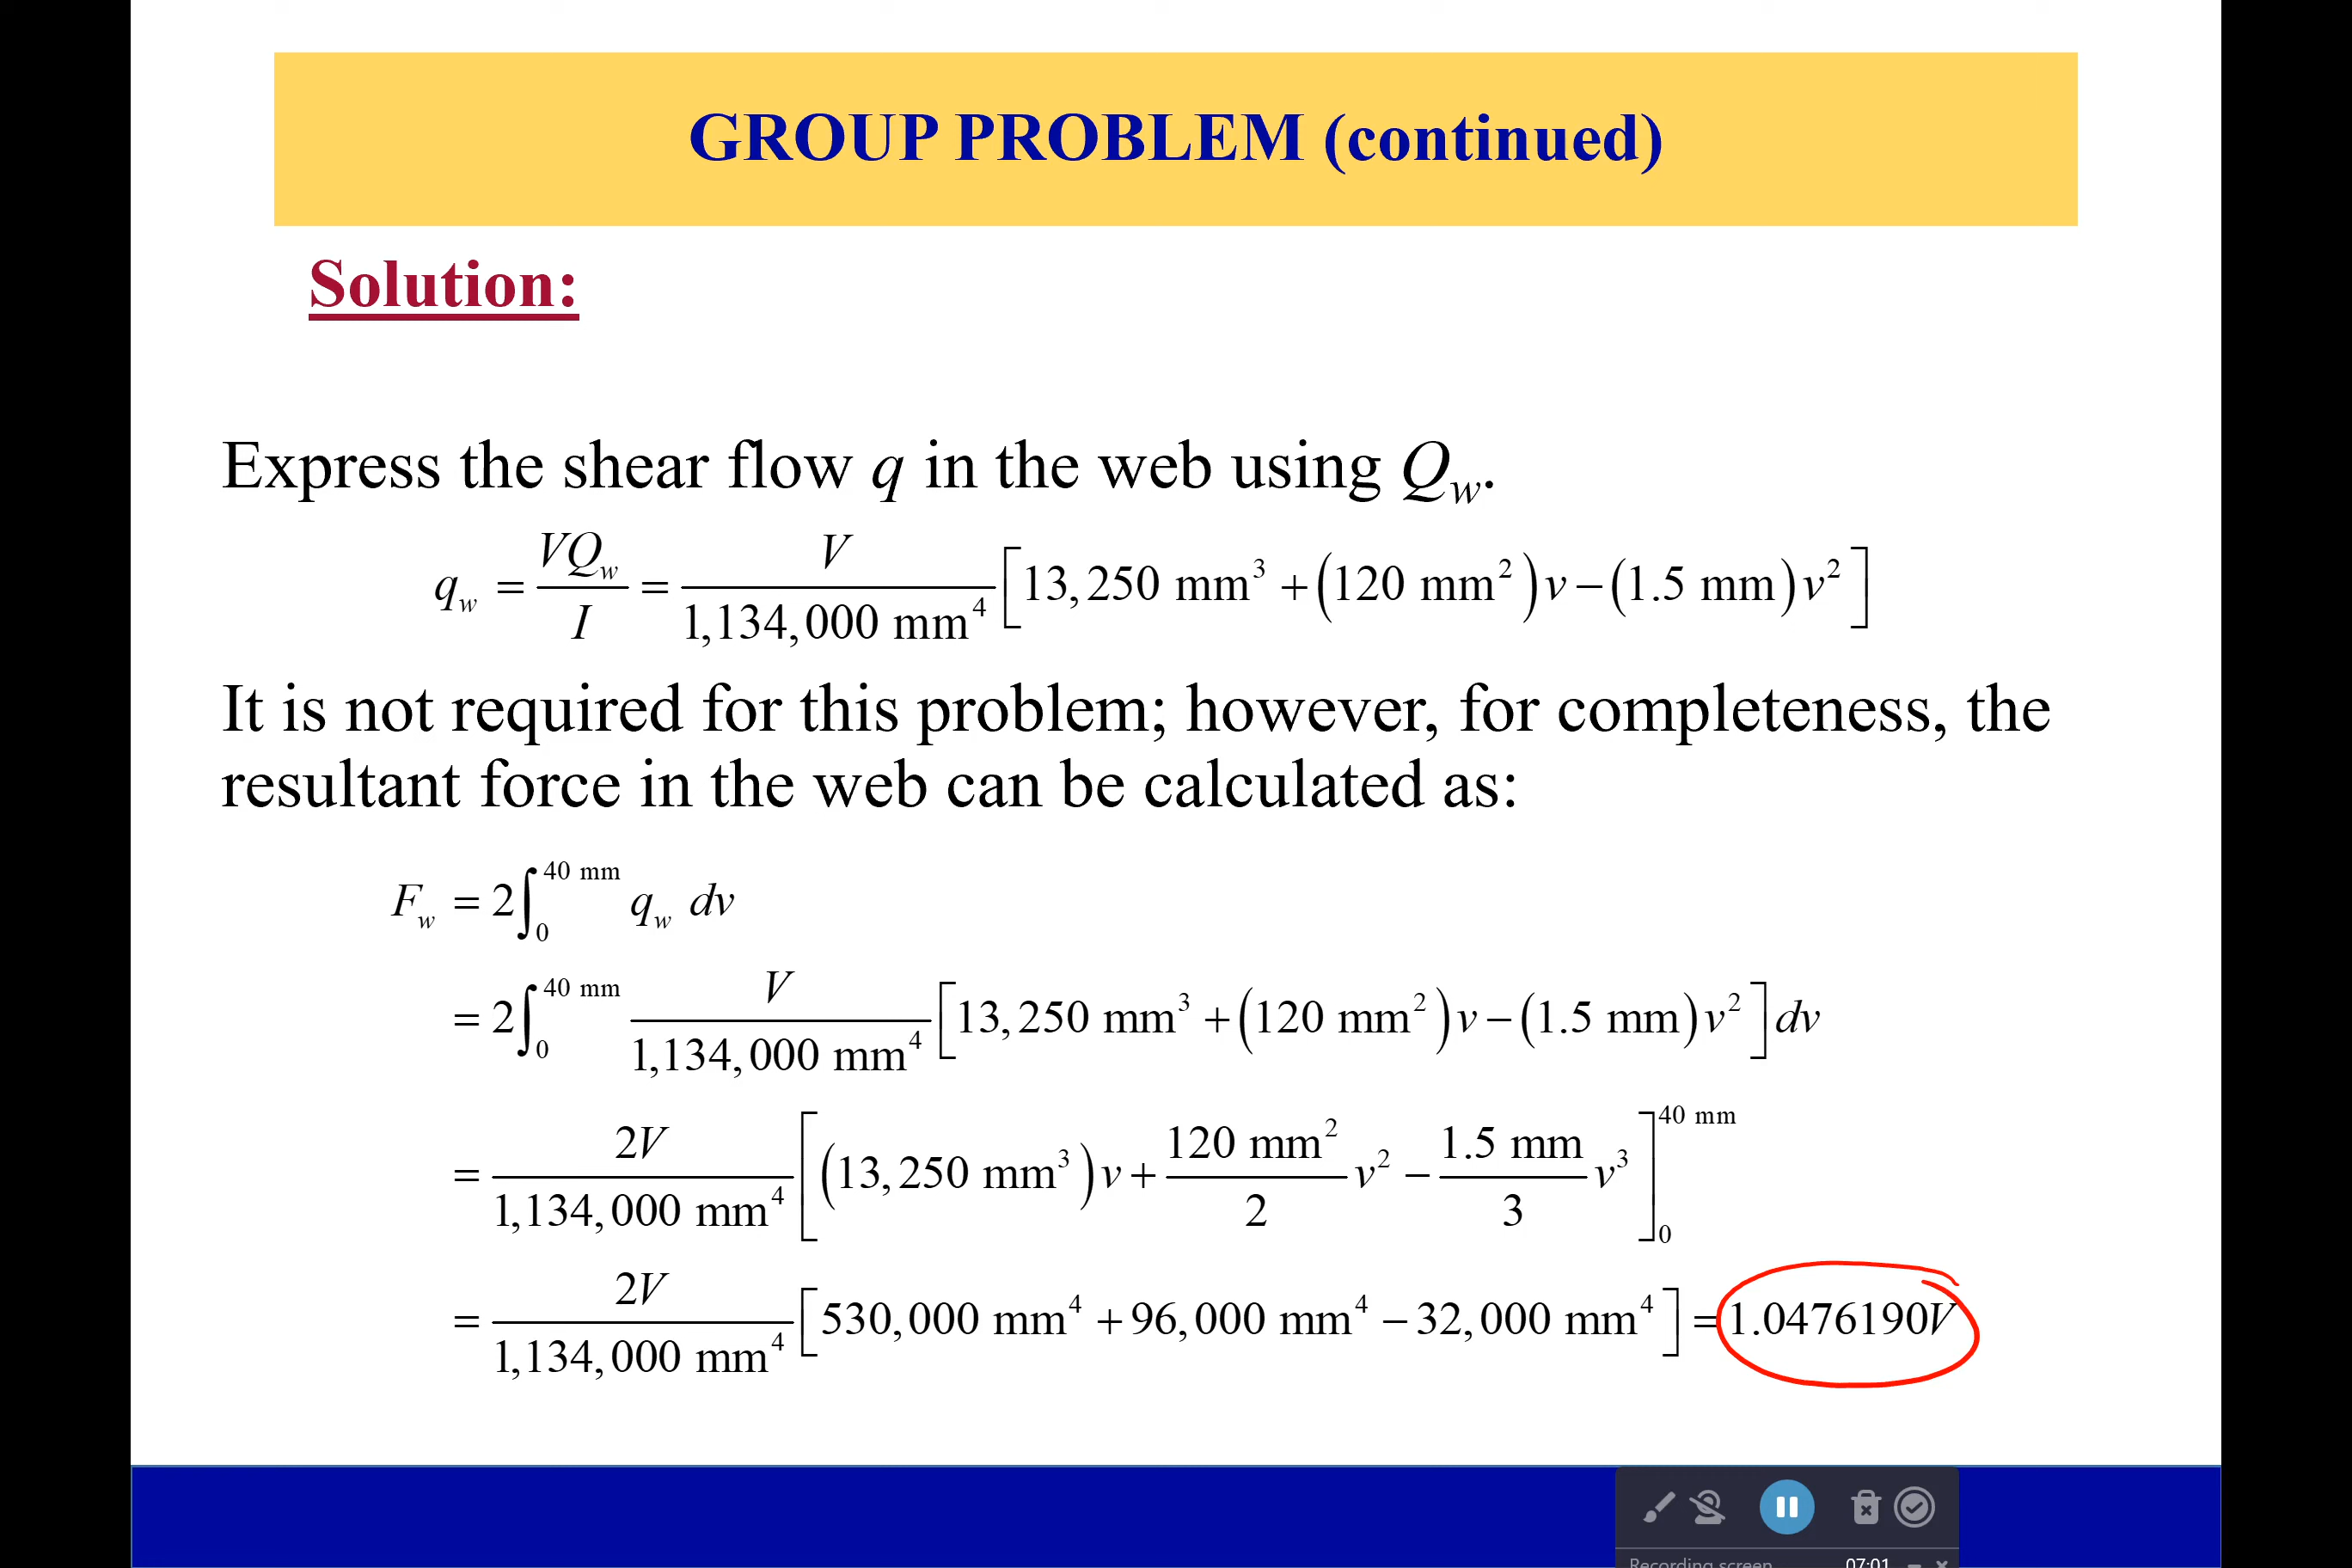 GROUP PROBLEM (continued)
Solution:
Express the shear flow q in the web using Q_w.
q_w = VQ_w / I = V / 1,134,000 mm^4 [13,250 mm^3 + (120 mm^2) v − (1.5 mm) v^2]
It is not required for this problem; however, for completeness, the
resultant force in the web can be calculated as:
F_w = 2∫_0^{40 mm} q_w dv
= 2∫_0^{40 mm} V / 1,134,000 mm^4 [13,250 mm^3 + (120 mm^2) v − (1.5 mm) v^2] dv
= 2V / 1,134,000 mm^4 [(13,250 mm^3) v + 120 mm^2 / 2 v^2 − 1.5 mm / 3 v^3]_0^{40 mm}
= 2V / 1,134,000 mm^4 [530,000 mm^4 + 96,000 mm^4 − 32,000 mm^4] = 1.0476190V
Recording screen 07:01